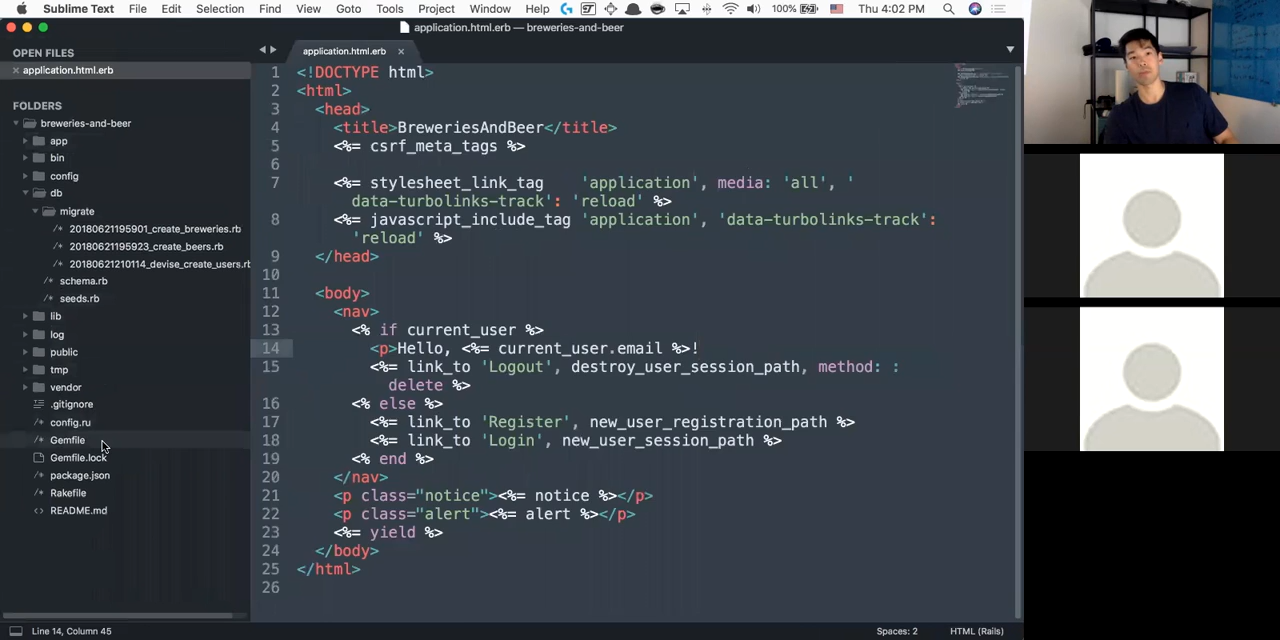 Sublime Text File Edit Selection Find View Goto Tools Project Window Help 100% Thu 4:02 PM
application.html.erb — breweries-and-beer
OPEN FILES
application.html.erb
FOLDERS
breweries-and-beer
app
bin
config
db
migrate
20180621195901_create_breweries.rb
20180621195923_create_beers.rb
20180621210114_devise_create_users.rb
schema.rb
seeds.rb
lib
log
public
tmp
vendor
.gitignore
config.ru
Gemfile
Gemfile.lock
package.json
Rakefile
README.md
application.html.erb
1 <!DOCTYPE html>
2 <html>
3 <head>
4 <title>BreweriesAndBeer</title>
5 <%= csrf_meta_tags %>
6
7 <%= stylesheet_link_tag    'application', media: 'all', '
data-turbolinks-track': 'reload' %>
8 <%= javascript_include_tag 'application', 'data-turbolinks-track':
'reload' %>
9 </head>
10
11 <body>
12 <nav>
13 <% if current_user %>
14 <p>Hello, <%= current_user.email %>!
15 <%= link_to 'Logout', destroy_user_session_path, method: :
delete %>
16 <% else %>
17 <%= link_to 'Register', new_user_registration_path %>
18 <%= link_to 'Login', new_user_session_path %>
19 <% end %>
20 </nav>
21 <p class="notice"><%= notice %></p>
22 <p class="alert"><%= alert %></p>
23 <%= yield %>
24 </body>
25 </html>
26
Line 14, Column 45
Spaces: 2
HTML (Rails)